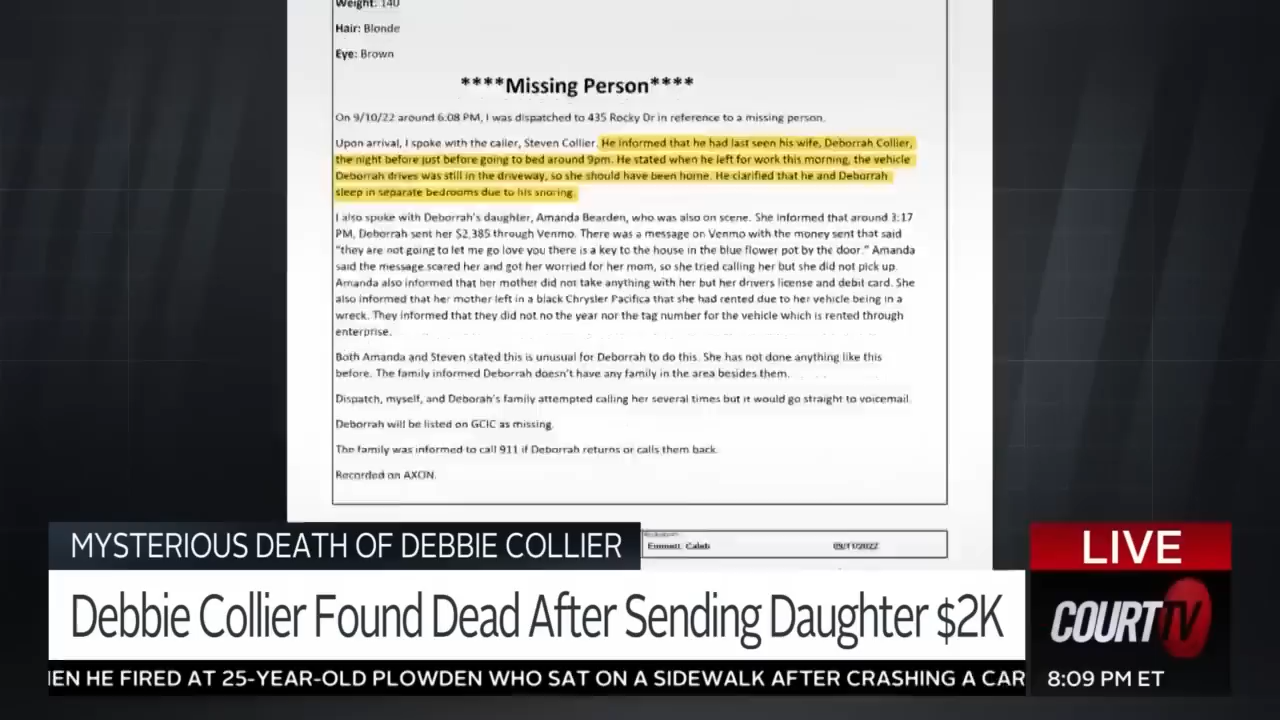 Weight: 140
Hair: Blonde
Eye: Brown
****Missing Person****
On 9/10/22 around 6:08 PM, I was dispatched to 435 Rocky Dr in reference to a missing person.
Upon arrival, I spoke with the caller, Steven Collier. He informed that he had last seen his wife, Deborrah Collier,
the night before just before going to bed around 9pm. He stated when he left for work this morning, the vehicle
Deborrah drives was still in the driveway, so she should have been home. He clarified that he and Deborrah
sleep in separate bedrooms due to his snoring.
I also spoke with Deborrah's daughter, Amanda Bearden, who was also on scene. She informed that around 3:17
PM, Deborrah sent her $2,385 through Venmo. There was a message on Venmo with the money sent that said
"they are not going to let me go love you there is a key to the house in the blue flower pot by the door." Amanda
said the message scared her and got her worried for her mom, so she tried calling her but she did not pick up.
Amanda also informed that her mother did not take anything with her but her drivers license and debit card. She
also informed that her mother left in a black Chrysler Pacifica that she had rented due to her vehicle being in a
wreck. They informed that they did not no the year nor the tag number for the vehicle which is rented through
enterprise.
Both Amanda and Steven stated this is unusual for Deborrah to do this. She has not done anything like this
before. The family informed Deborrah doesn't have any family in the area besides them.
Dispatch, myself, and Deborah's family attempted calling her several times but it would go straight to voicemail.
Deborrah will be listed on GCIC as missing.
The family was informed to call 911 if Deborrah returns or calls them back.
Recorded on AXON.
Emmett, Caleb 09/11/2022
MYSTERIOUS DEATH OF DEBBIE COLLIER
LIVE
Debbie Collier Found Dead After Sending Daughter $2K
COURT TV
EN HE FIRED AT 25-YEAR-OLD PLOWDEN WHO SAT ON A SIDEWALK AFTER CRASHING A CAR
8:09 PM ET